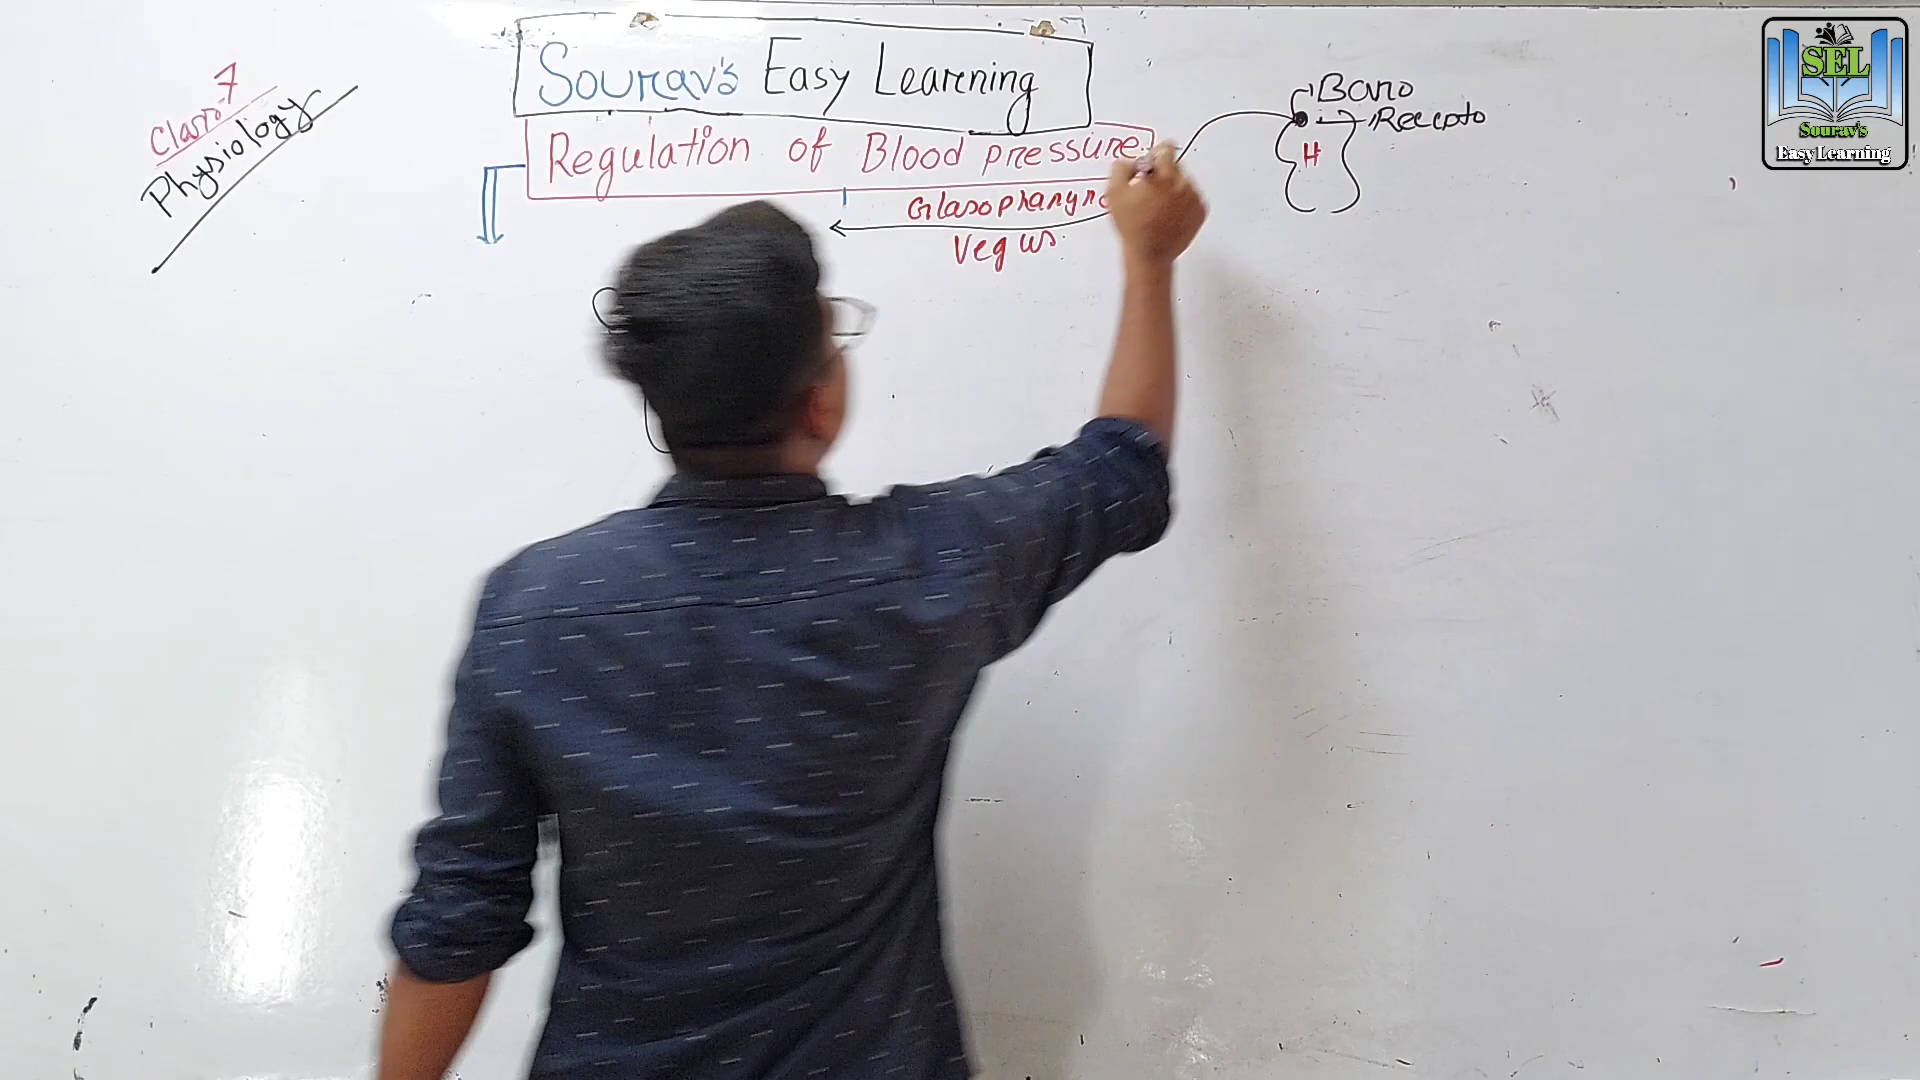 Sourav's Easy Learning
Regulation of Blood pressure
Class 7
Physiology
Glasopharyn
Vegus
Baro
Recepto
H
SEL
Sourav's
Easy Learning